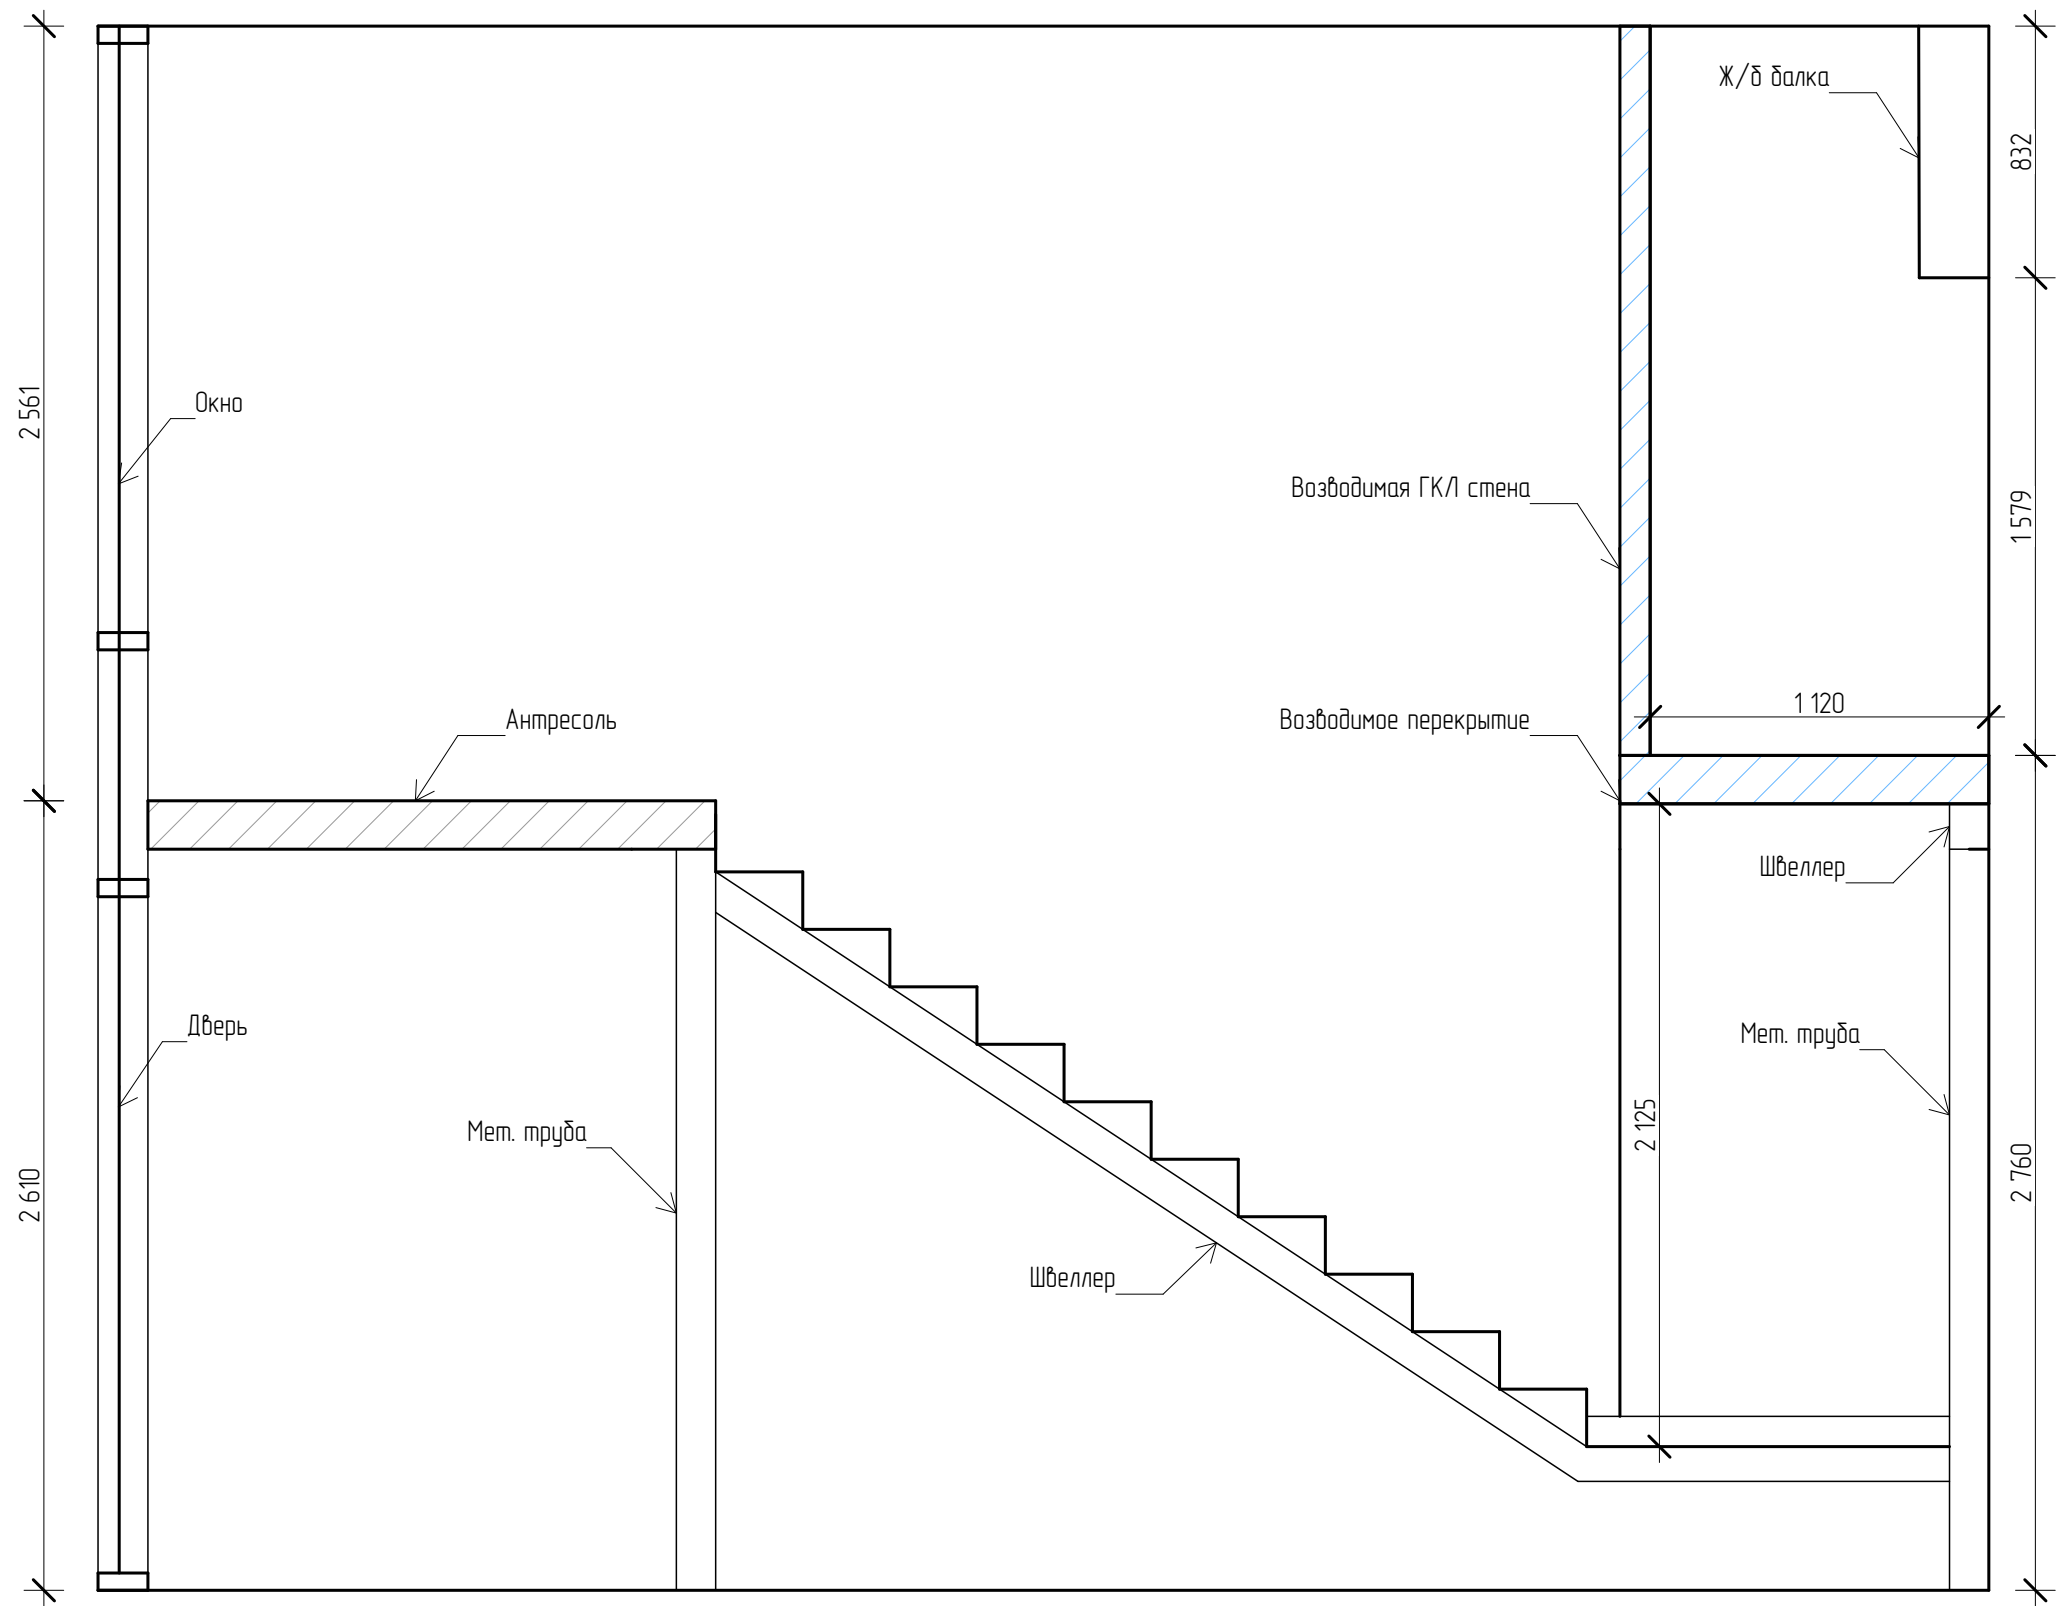 Ж/б балка
832
2 561
Окно
Возводимая ГКЛ стена
1 579
1 120
Антресоль
Возводимое перекрытие
Швеллер
Дверь
Мет. труба
Мет. труба
2 125
2 610
2 760
Швеллер